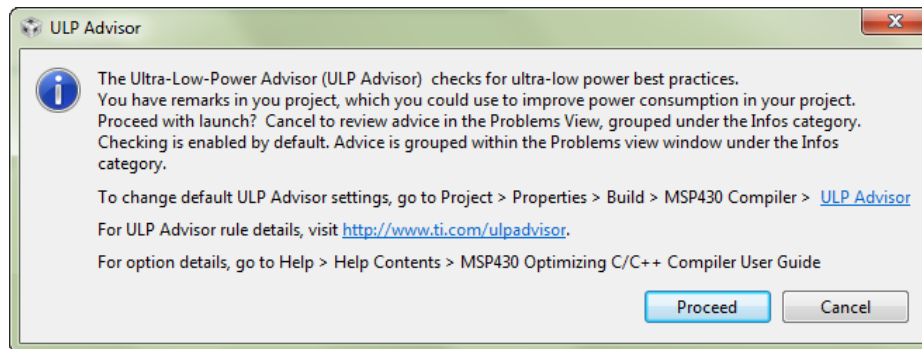 ULP Advisor
The Ultra-Low-Power Advisor (ULP Advisor)  checks for ultra-low power best practices.
You have remarks in you project, which you could use to improve power consumption in your project.
Proceed with launch?  Cancel to review advice in the Problems View, grouped under the Infos category.
Checking is enabled by default. Advice is grouped within the Problems view window under the Infos
category.
To change default ULP Advisor settings, go to Project > Properties > Build > MSP430 Compiler >  ULP Advisor
For ULP Advisor rule details, visit http://www.ti.com/ulpadvisor.
For option details, go to Help > Help Contents > MSP430 Optimizing C/C++ Compiler User Guide
Proceed
Cancel